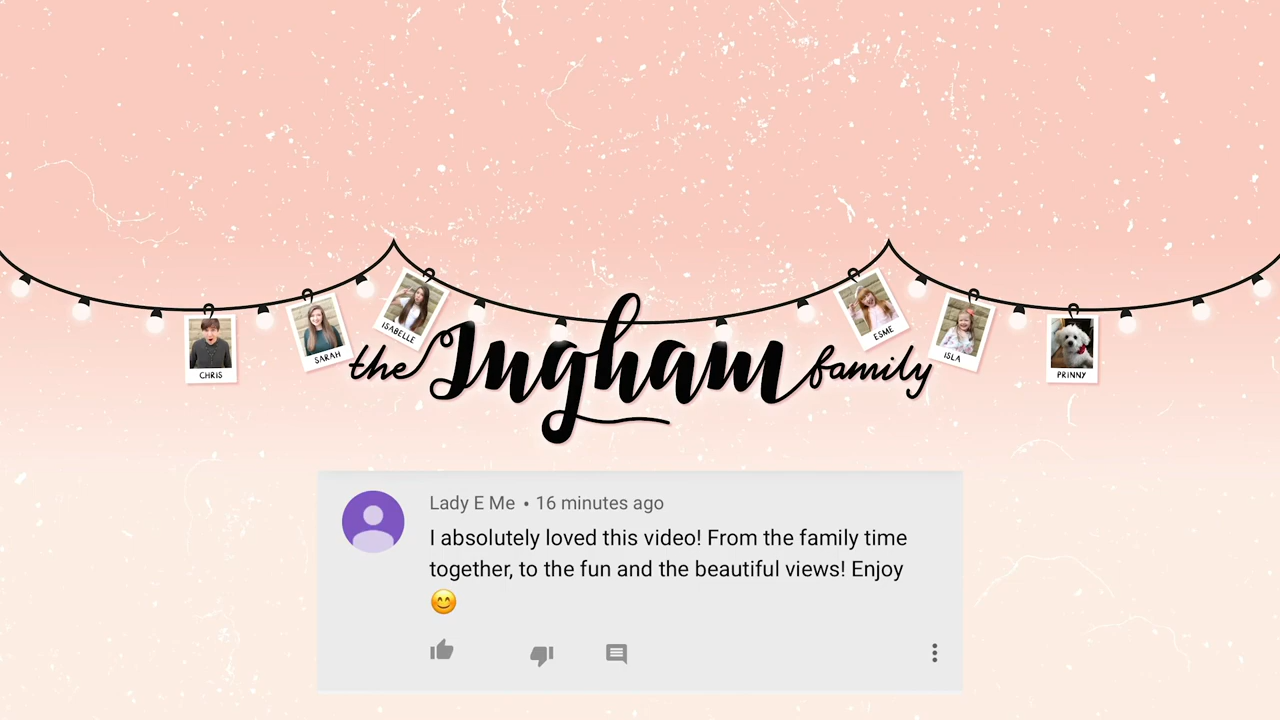 CHRIS
SARAH
ISABELLE
the Ingham family
ESME
ISLA
PRINNY
Lady E Me • 16 minutes ago
I absolutely loved this video! From the family time
together, to the fun and the beautiful views! Enjoy
😊